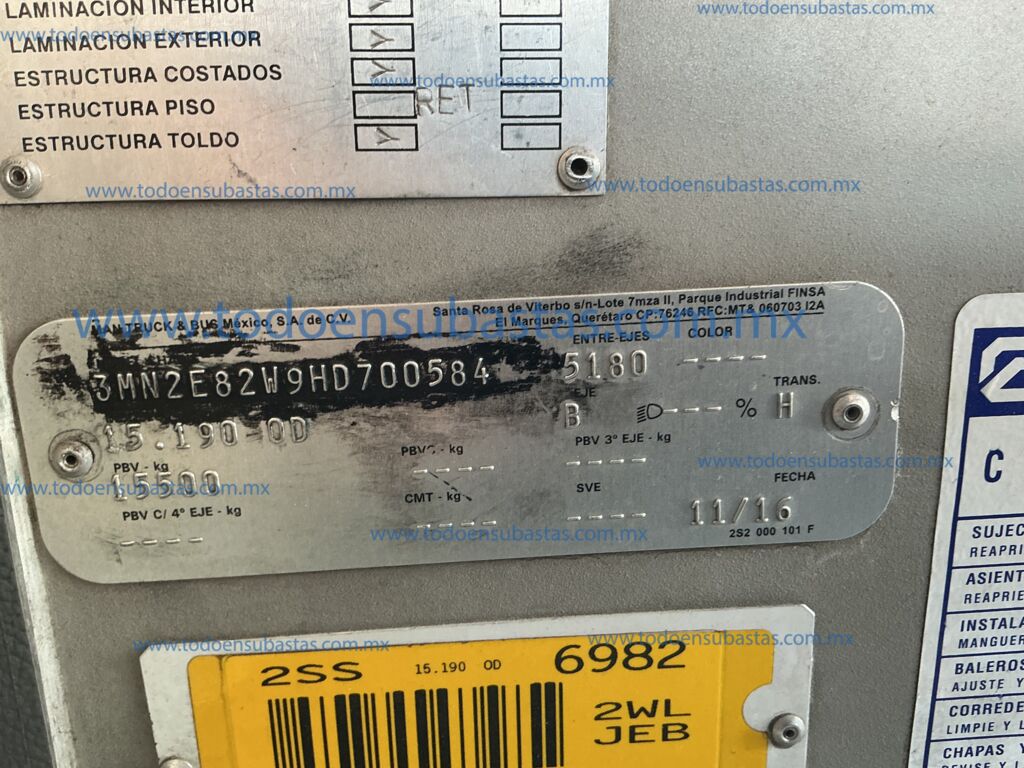 LAMINACION INTERIOR Y
www.todoensubastas.com.mx
LAMINACION EXTERIOR Y
ESTRUCTURA COSTADOS Y
www.todoensubastas.com.mx
ESTRUCTURA PISO RET
ESTRUCTURA TOLDO Y
www.todoensubastas.com.mx
www.todoensubastas.com.mx
MAN TRUCK & BUS México, S.A. de C.V.
Santa Rosa de Viterbo s/n-Lote 7mza II, Parque Industrial FINSA
El Marques, Querétaro CP:76246 RFC:MT& 060703 I2A
www.todoensubastas.com.mx
3MN2E82W9HD700584
ENTRE-EJES
5180
COLOR
----
15.190 OD
EJE
B
---%
TRANS.
H
PBV - kg
15500
PBV 2º - kg
----
PBV 3º EJE - kg
----
www.todoensubastas.com.mx
www.todoensubastas.com.mx
PBV C/ 4º EJE - kg
----
CMT - kg
----
SVE
----
FECHA
11/16
2S2 000 101 F
www.todoensubastas.com.mx
www.todoensubastas.com.mx
2SS
15.190 OD
6982
2WL
JEB
C
SUJEC
REAPRI
ASIENT
REAPRIE
INSTALA
MANGUER
BALEROS
AJUSTE Y
CORREDE
LIMPIE Y L
CHAPAS Y